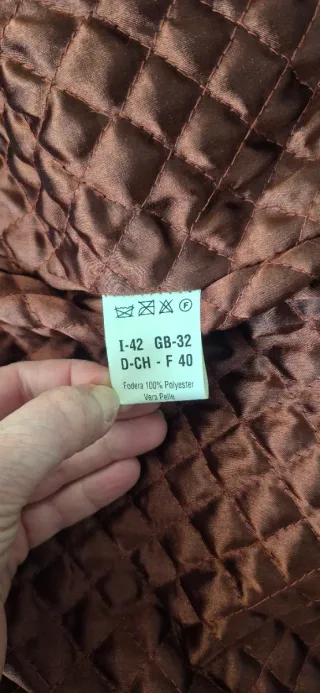 F
I-42 GB-32
D-CH - F 40
Fodera 100% Polyester
Vera Pelle